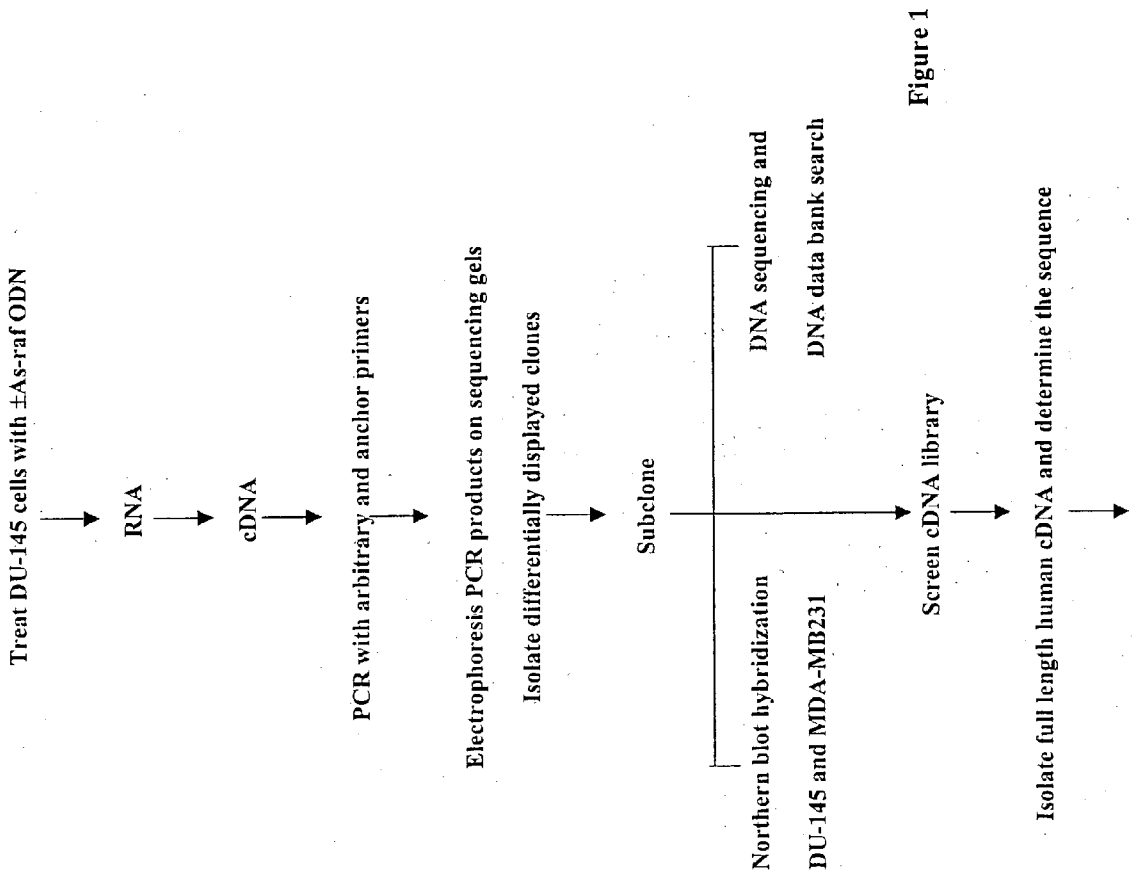 Treat DU-145 cells with ±As-raf ODN
RNA
cDNA
PCR with arbitrary and anchor primers
Electrophoresis PCR products on sequencing gels
Isolate differentially displayed clones
Subclone
Northern blot hybridization
DU-145 and MDA-MB231
DNA sequencing and
DNA data bank search
Screen cDNA library
Isolate full length human cDNA and determine the sequence
Figure 1